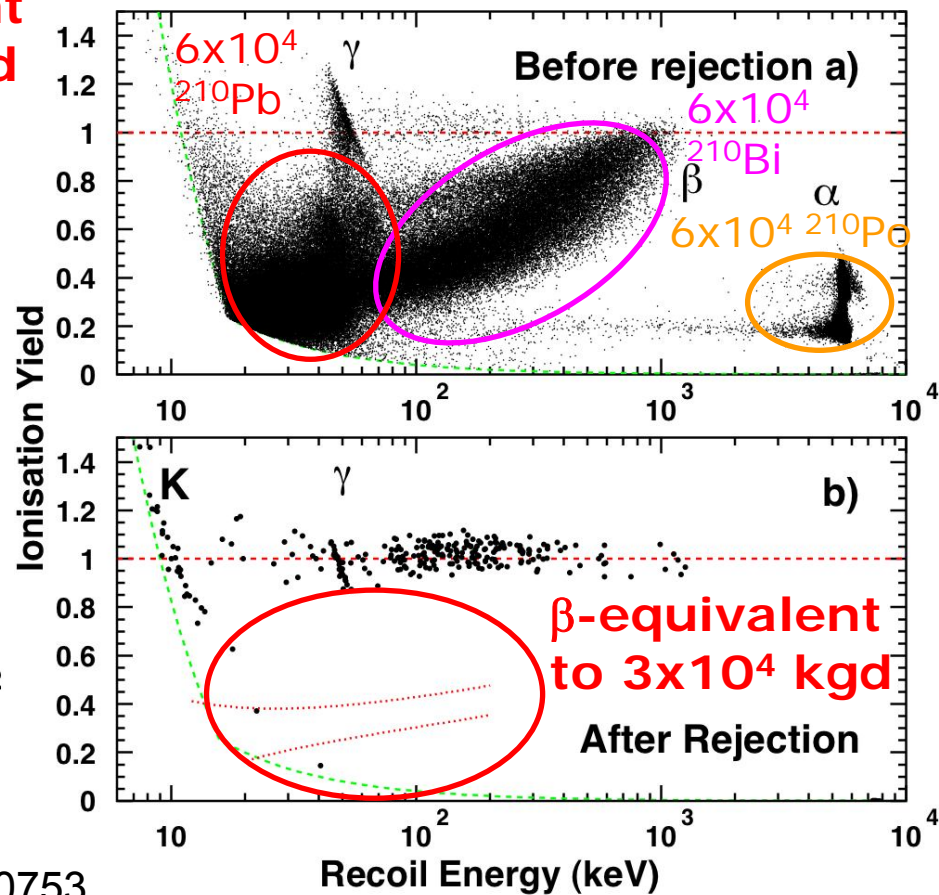 nt
d
6x10⁴
²¹⁰Pb
γ
Before rejection a)
6x10⁴
²¹⁰Bi
β
α
6x10⁴ ²¹⁰Po
1.4
1.2
1
0.8
0.6
0.4
0.2
0
10
10²
10³
10⁴
Ionisation Yield
K
γ
b)
1.4
1.2
1
0.8
0.6
0.4
0.2
0
β-equivalent
to 3x10⁴ kgd
After Rejection
10
10²
10³
10⁴
Recoil Energy (keV)
0753